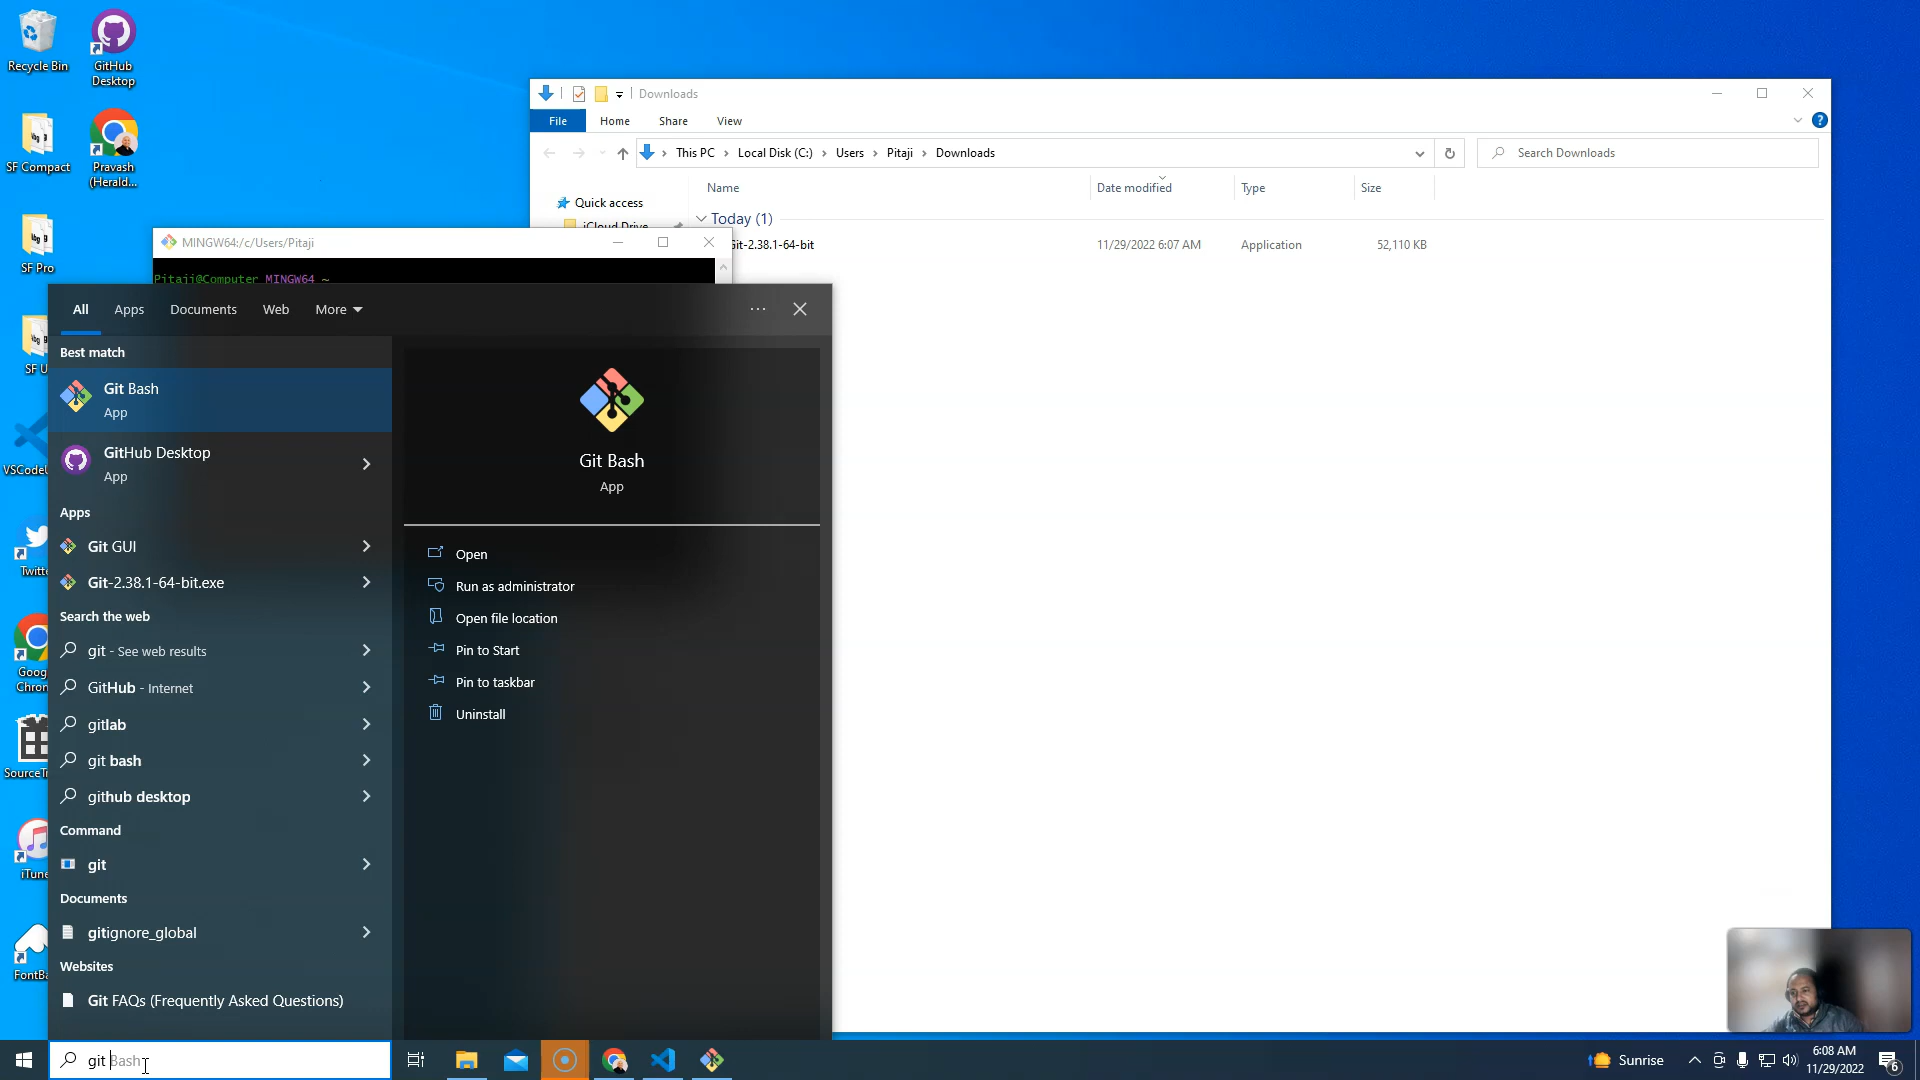 Recycle Bin
GitHub
Desktop
SF Compact
Pravash
(Herald...
SF Pro
SF U
VSCodeU
Twitte
Goog
Chron
SourceTr
iTune
FontBa
Downloads
File
Home
Share
View
This PC
Local Disk (C:)
Users
Pitaji
Downloads
Search Downloads
Name
Date modified
Type
Size
Quick access
iCloud Drive
Today (1)
Git-2.38.1-64-bit
11/29/2022 6:07 AM
Application
52,110 KB
MINGW64:/c/Users/Pitaji
Pitaji@Computer MINGW64 ~
All
Apps
Documents
Web
More
Best match
Git Bash
App
GitHub Desktop
App
Apps
Git GUI
Git-2.38.1-64-bit.exe
Search the web
git - See web results
GitHub - Internet
gitlab
git bash
github desktop
Command
git
Documents
gitignore_global
Websites
Git FAQs (Frequently Asked Questions)
Git Bash
App
Open
Run as administrator
Open file location
Pin to Start
Pin to taskbar
Uninstall
git Bash
Sunrise
6:08 AM
11/29/2022
6